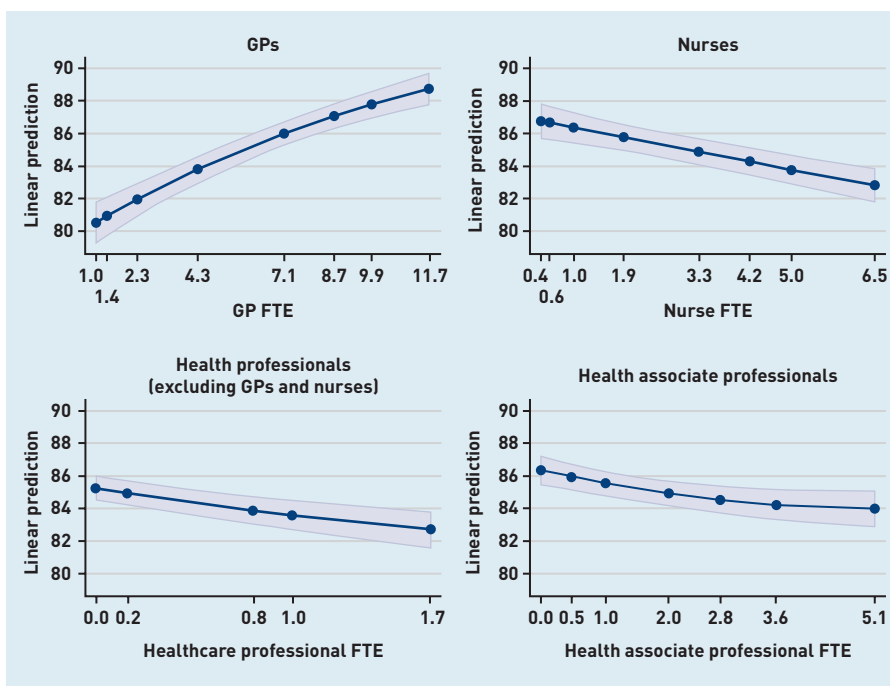 GPs
Linear prediction
90
88
86
84
82
80
1.0 2.3 4.3 7.1 8.7 9.9 11.7
1.4
GP FTE
Nurses
Linear prediction
90
88
86
84
82
80
0.4 1.0 1.9 3.3 4.2 5.0 6.5
0.6
Nurse FTE
Health professionals
(excluding GPs and nurses)
Linear prediction
90
88
86
84
82
80
0.0 0.2 0.8 1.0 1.7
Healthcare professional FTE
Health associate professionals
Linear prediction
90
88
86
84
82
80
0.0 0.5 1.0 2.0 2.8 3.6 5.1
Health associate professional FTE